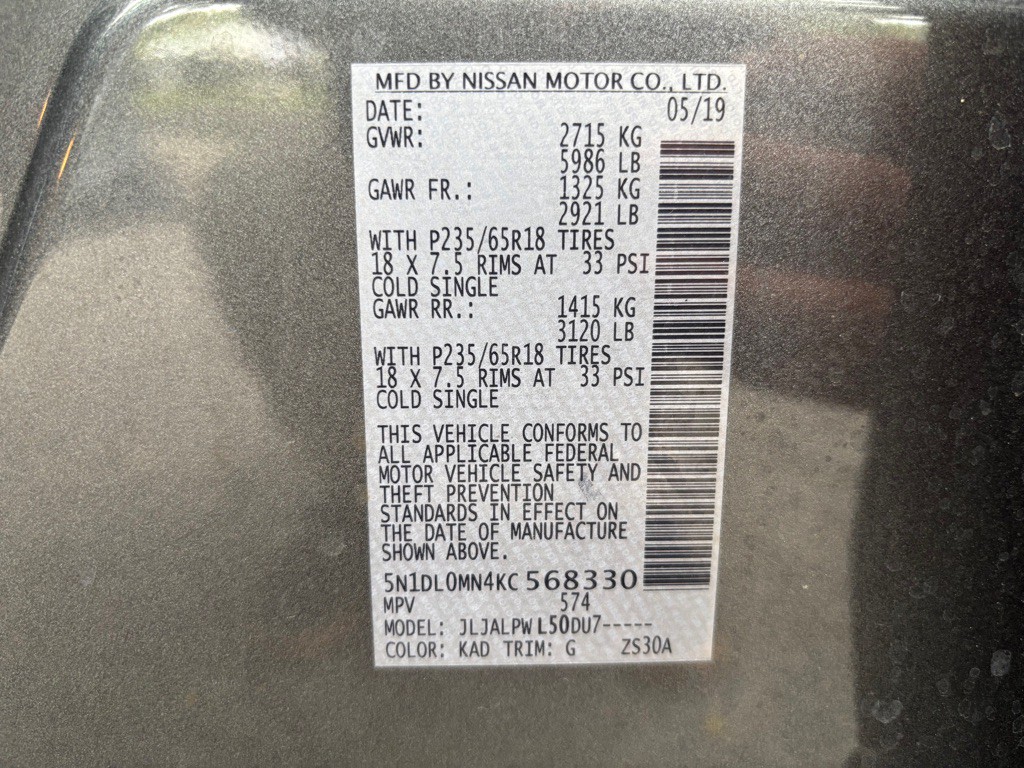 MFD BY NISSAN MOTOR CO., LTD.
DATE: 05/19
GVWR: 2715 KG
5986 LB
GAWR FR.: 1325 KG
2921 LB
WITH P235/65R18 TIRES
18 X 7.5 RIMS AT 33 PSI
COLD SINGLE
GAWR RR.: 1415 KG
3120 LB
WITH P235/65R18 TIRES
18 X 7.5 RIMS AT 33 PSI
COLD SINGLE
THIS VEHICLE CONFORMS TO
ALL APPLICABLE FEDERAL
MOTOR VEHICLE SAFETY AND
THEFT PREVENTION
STANDARDS IN EFFECT ON
THE DATE OF MANUFACTURE
SHOWN ABOVE.
5N1DL0MN4KC 568330
MPV 574
MODEL: JLJALPW L50DU7-----
COLOR: KAD TRIM: G ZS30A